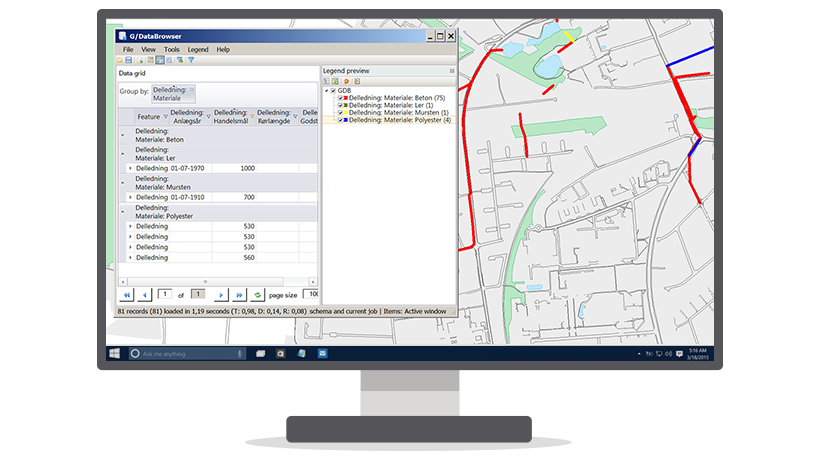 G/DataBrowser
File View Tools Legend Help
Data grid
Group by: Delledning:
Materiale
Feature Delledning: Delledning: Delledning: Delle
Anlægsår Handelsmål Rørlængde Godst
Delledning:
Materiale: Beton
Delledning:
Materiale: Ler
Delledning 01-07-1970 1000
Delledning:
Materiale: Mursten
Delledning 01-07-1910 700
Delledning:
Materiale: Polyester
Delledning 530
Delledning 530
Delledning 530
Delledning 560
1 of 1 page size 100
81 records (81) loaded in 1,19 seconds (T: 0,98, D: 0,14, R: 0,08) schema and current job | Items: Active window
Legend preview
GDB
Delledning: Materiale: Beton (75)
Delledning: Materiale: Ler (1)
Delledning: Materiale: Mursten (1)
Delledning: Materiale: Polyester (4)
Ask me anything
5:16 AM
3/18/2015